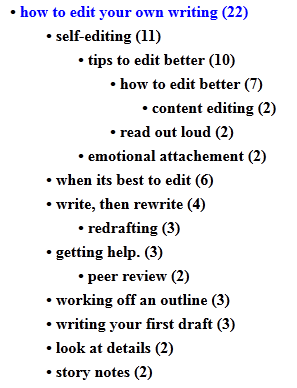 • how to edit your own writing (22)
• self-editing (11)
• tips to edit better (10)
• how to edit better (7)
• content editing (2)
• read out loud (2)
• emotional attachement (2)
• when its best to edit (6)
• write, then rewrite (4)
• redrafting (3)
• getting help. (3)
• peer review (2)
• working off an outline (3)
• writing your first draft (3)
• look at details (2)
• story notes (2)